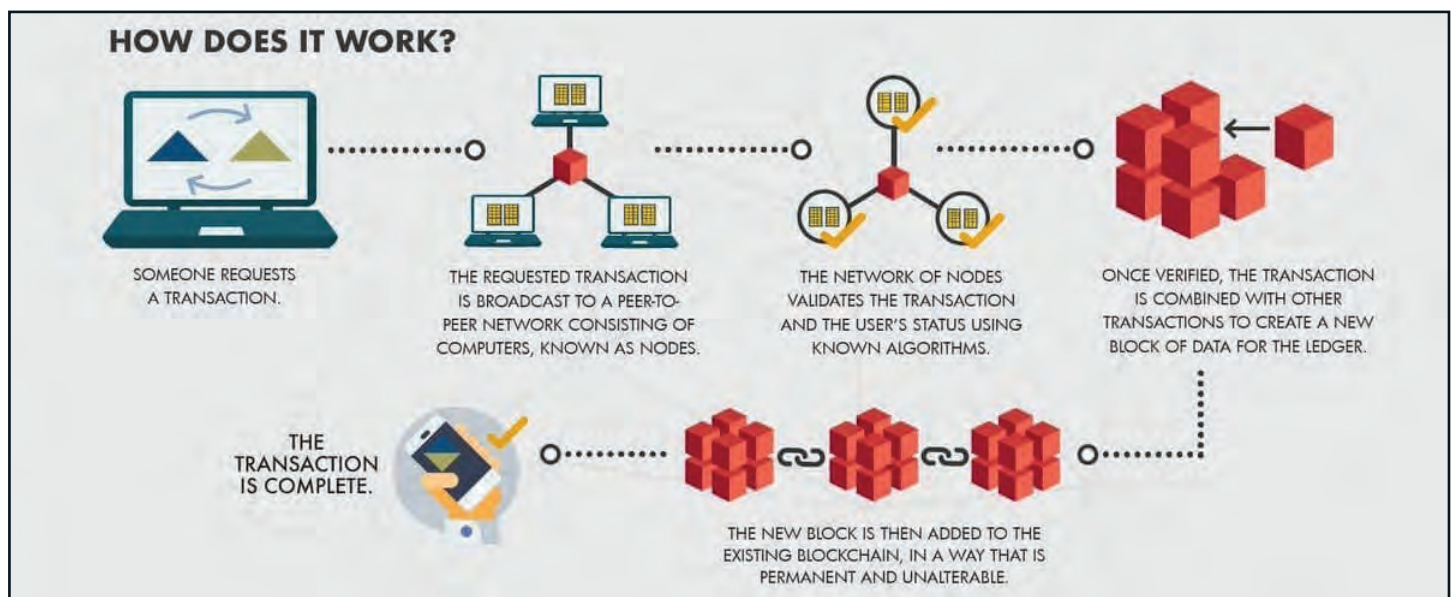 HOW DOES IT WORK?
SOMEONE REQUESTS
A TRANSACTION.
THE REQUESTED TRANSACTION
IS BROADCAST TO A PEER-TO-
PEER NETWORK CONSISTING OF
COMPUTERS, KNOWN AS NODES.
THE NETWORK OF NODES
VALIDATES THE TRANSACTION
AND THE USER'S STATUS USING
KNOWN ALGORITHMS.
ONCE VERIFIED, THE TRANSACTION
IS COMBINED WITH OTHER
TRANSACTIONS TO CREATE A NEW
BLOCK OF DATA FOR THE LEDGER.
THE NEW BLOCK IS THEN ADDED TO THE
EXISTING BLOCKCHAIN, IN A WAY THAT IS
PERMANENT AND UNALTERABLE.
THE
TRANSACTION
IS COMPLETE.